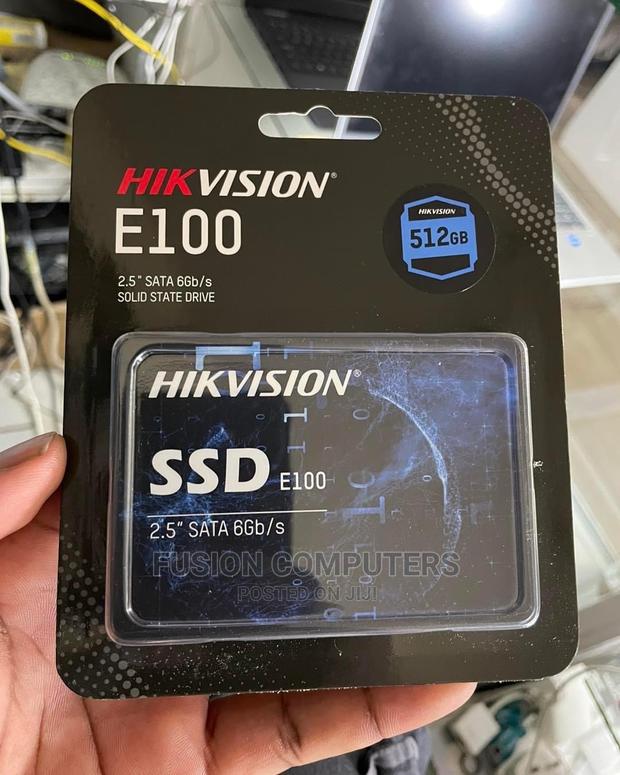 HIKVISION®
E100
2.5" SATA 6Gb/s
SOLID STATE DRIVE
HIKVISION
512GB
HIKVISION®
SSD E100
2.5" SATA 6Gb/s
FUSION COMPUTERS
POSTED ON JIJI